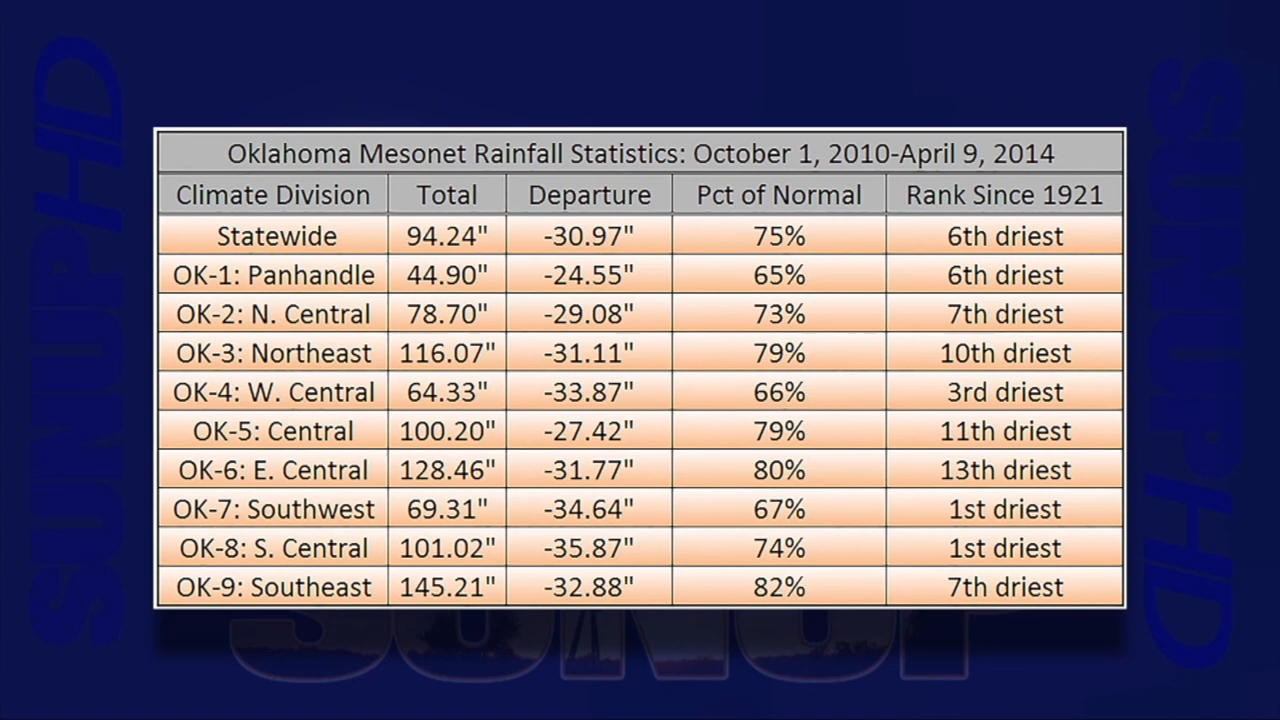 Oklahoma Mesonet Rainfall Statistics: October 1, 2010-April 9, 2014
Climate Division Total Departure Pct of Normal Rank Since 1921
Statewide 94.24" -30.97" 75% 6th driest
OK-1: Panhandle 44.90" -24.55" 65% 6th driest
OK-2: N. Central 78.70" -29.08" 73% 7th driest
OK-3: Northeast 116.07" -31.11" 79% 10th driest
OK-4: W. Central 64.33" -33.87" 66% 3rd driest
OK-5: Central 100.20" -27.42" 79% 11th driest
OK-6: E. Central 128.46" -31.77" 80% 13th driest
OK-7: Southwest 69.31" -34.64" 67% 1st driest
OK-8: S. Central 101.02" -35.87" 74% 1st driest
OK-9: Southeast 145.21" -32.88" 82% 7th driest
SUNUPHD
SUNUPHD
SUNUP